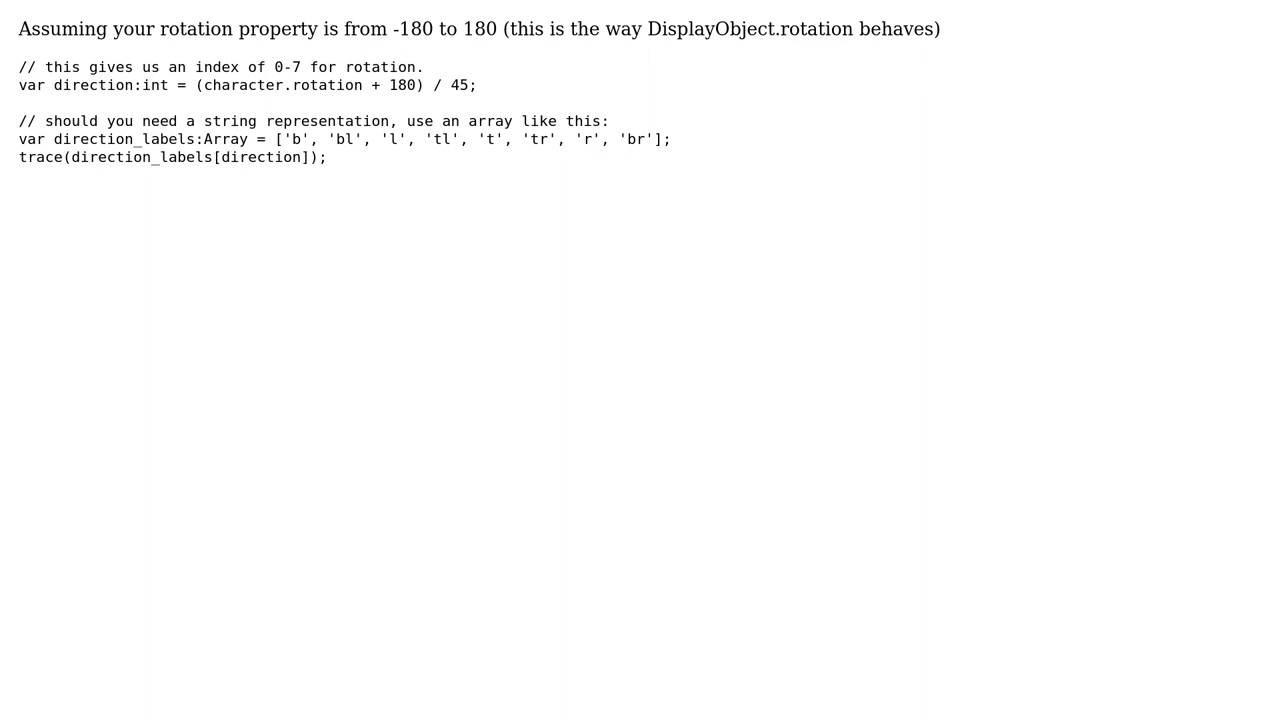 Assuming your rotation property is from -180 to 180 (this is the way DisplayObject.rotation behaves)
// this gives us an index of 0-7 for rotation.
var direction:int = (character.rotation + 180) / 45;
// should you need a string representation, use an array like this:
var direction_labels:Array = ['b', 'bl', 'l', 'tl', 't', 'tr', 'r', 'br'];
trace(direction_labels[direction]);